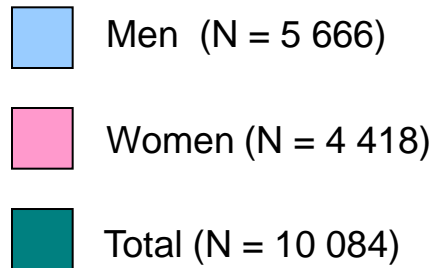 Men (N = 5 666)
Women (N = 4 418)
Total (N = 10 084)